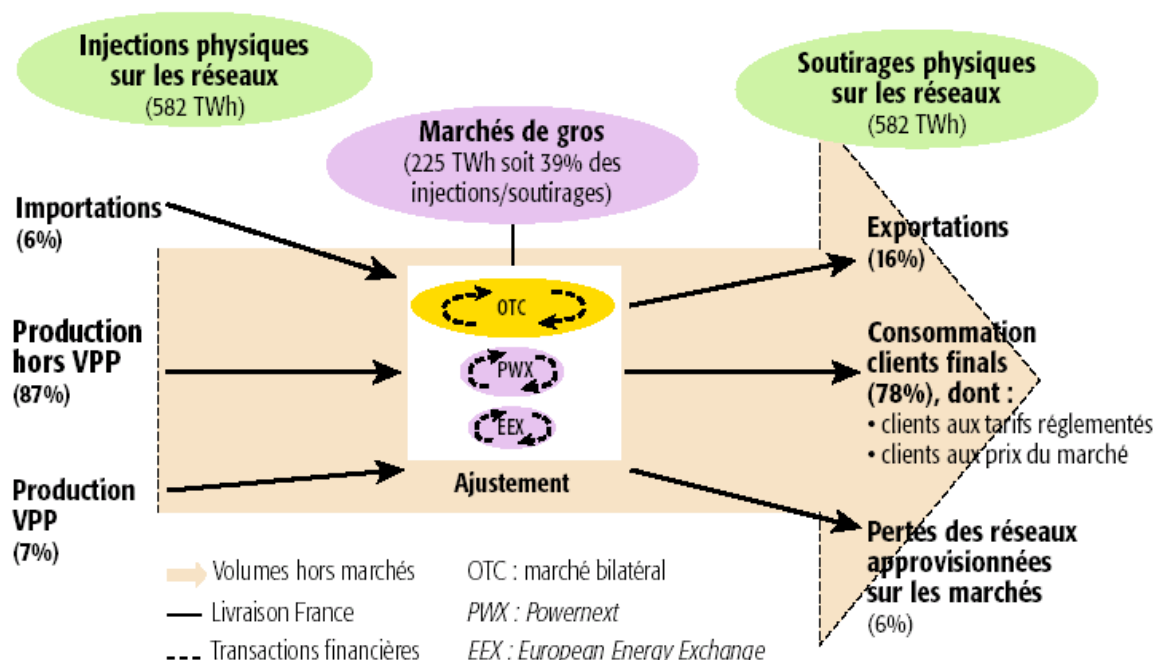 Injections physiques
sur les réseaux
(582 TWh)
Soutirages physiques
sur les réseaux
(582 TWh)
Marchés de gros
(225 TWh soit 39% des
injections/soutirages)
Importations
(6%)
Production
hors VPP
(87%)
Production
VPP
(7%)
OTC
PWX
EEX
Ajustement
Exportations
(16%)
Consommation
clients finals
(78%), dont :
• clients aux tarifs réglementés
• clients aux prix du marché
Pertes des réseaux
approvisionnées
sur les marchés
(6%)
Volumes hors marchés
Livraison France
Transactions financières
OTC : marché bilatéral
PWX : Powernext
EEX : European Energy Exchange